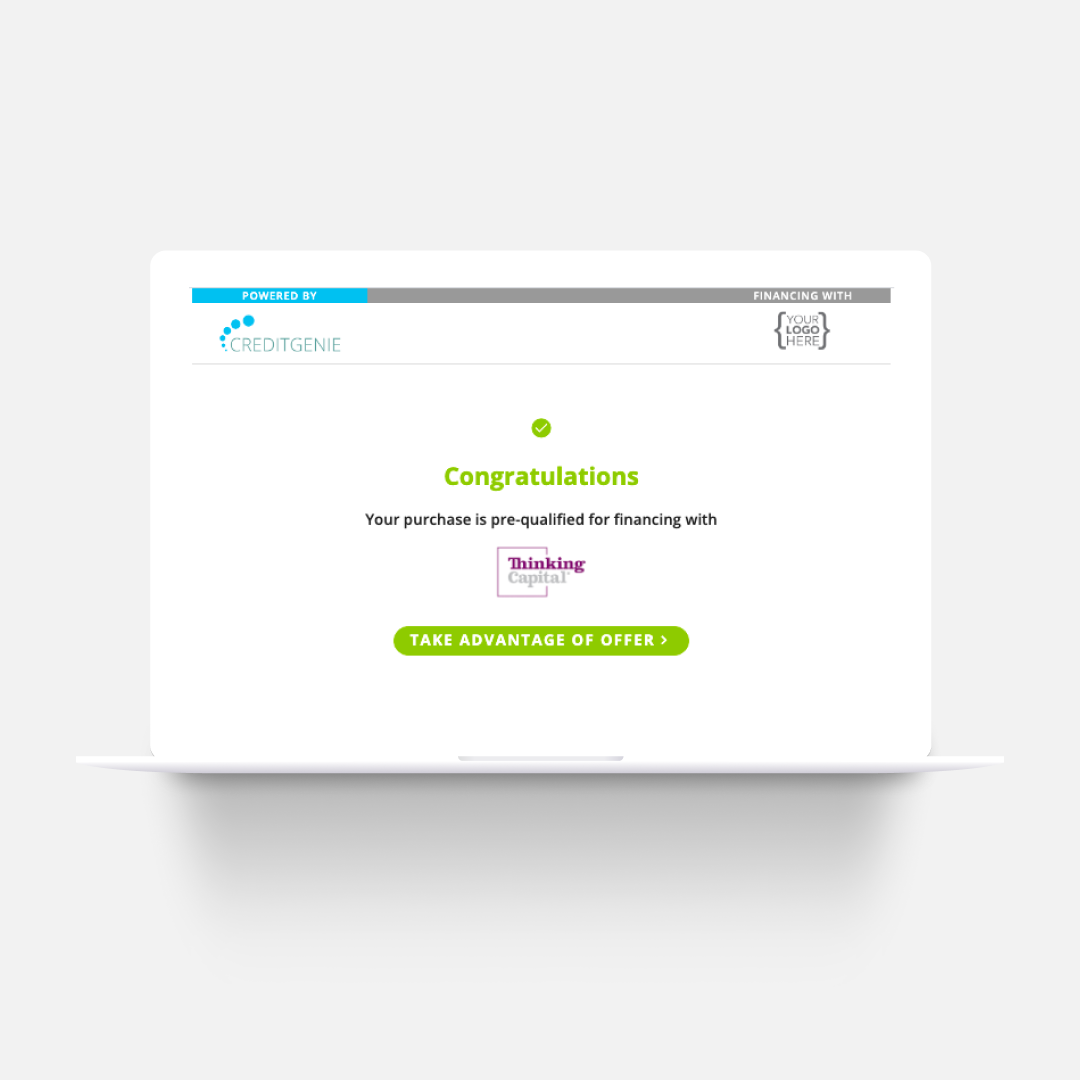 POWERED BY
FINANCING WITH
CREDITGENIE
{YOUR
LOGO
HERE}
Congratulations
Your purchase is pre-qualified for financing with
Thinking
Capital
TAKE ADVANTAGE OF OFFER >